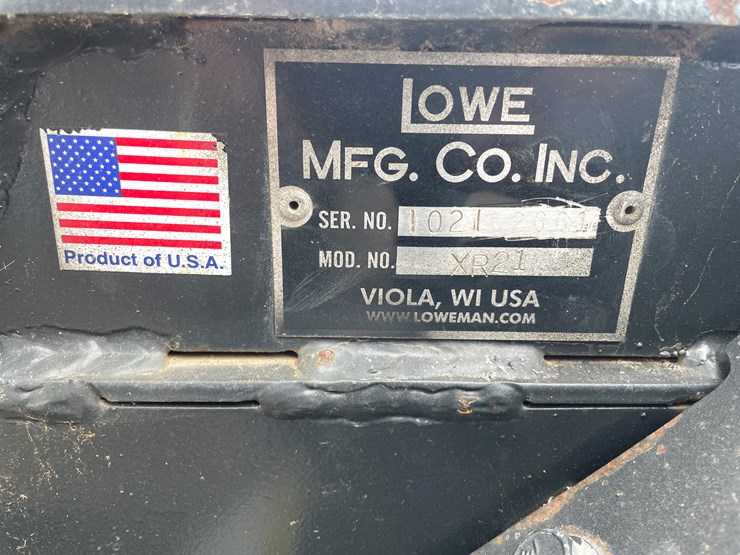 LOWE
MFG. CO. INC.
SER. NO. 1021
MOD. NO. XR21
VIOLA, WI USA
WWW.LOWEMAN.COM
Product of U.S.A.